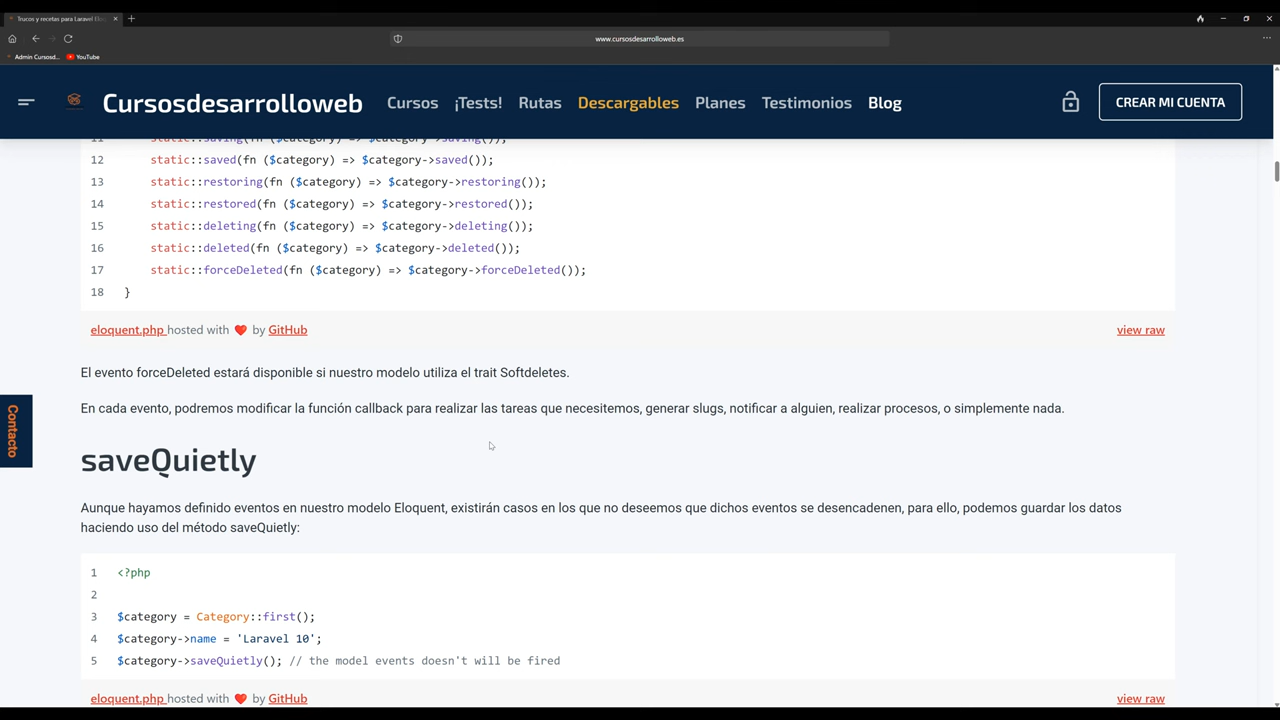 Trucos y recetas para Laravel Elo
www.cursosdesarrolloweb.es
Admin Cursosd... YouTube
Cursosdesarrolloweb Cursos ¡Tests! Rutas Descargables Planes Testimonios Blog CREAR MI CUENTA
11 static::saving(fn ($category) => $category->saving());
12 static::saved(fn ($category) => $category->saved());
13 static::restoring(fn ($category) => $category->restoring());
14 static::restored(fn ($category) => $category->restored());
15 static::deleting(fn ($category) => $category->deleting());
16 static::deleted(fn ($category) => $category->deleted());
17 static::forceDeleted(fn ($category) => $category->forceDeleted());
18 }
eloquent.php hosted with ❤ by GitHub view raw
El evento forceDeleted estará disponible si nuestro modelo utiliza el trait Softdeletes.
En cada evento, podremos modificar la función callback para realizar las tareas que necesitemos, generar slugs, notificar a alguien, realizar procesos, o simplemente nada.
Contacto
saveQuietly
Aunque hayamos definido eventos en nuestro modelo Eloquent, existirán casos en los que no deseemos que dichos eventos se desencadenen, para ello, podemos guardar los datos
haciendo uso del método saveQuietly:
1 <?php
2
3 $category = Category::first();
4 $category->name = 'Laravel 10';
5 $category->saveQuietly(); // the model events doesn't will be fired
eloquent.php hosted with ❤ by GitHub view raw